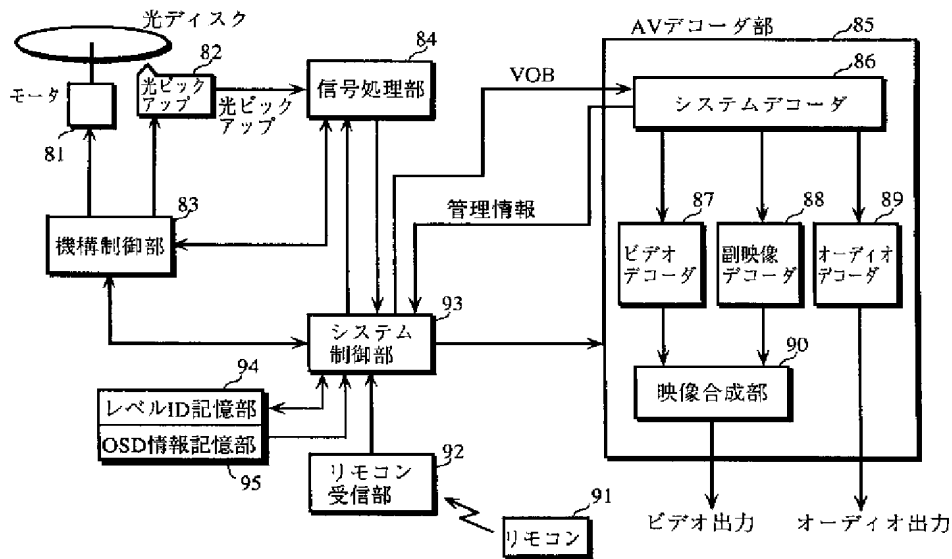 光ディスク
モータ
81
82
光ピック
アップ
光ピック
アップ
84
信号処理部
83
機構制御部
VOB
管理情報
AVデコーダ部
85
86
システムデコーダ
87
ビデオ
デコーダ
88
副映像
デコーダ
89
オーディオ
デコーダ
90
映像合成部
93
システム
制御部
94
レベルID記憶部
OSD情報記憶部
95
92
リモコン
受信部
91
リモコン
ビデオ出力
オーディオ出力